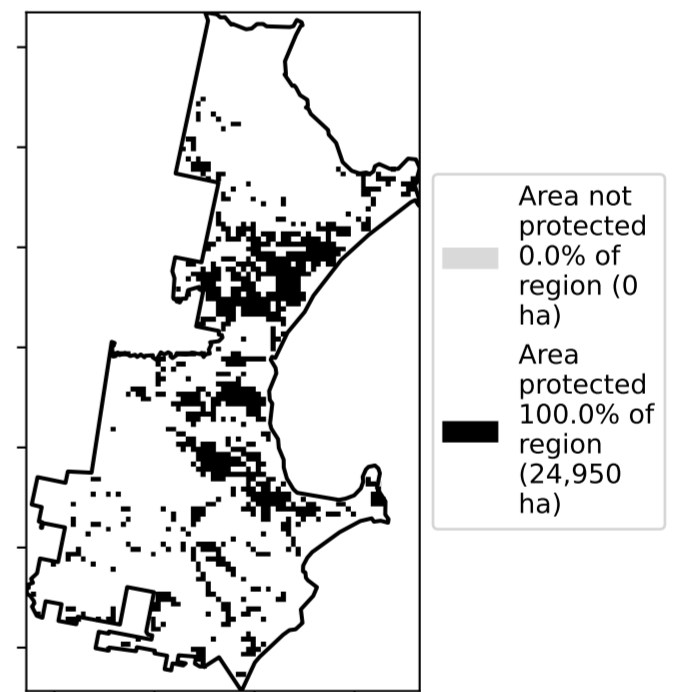 Area not
protected
0.0% of
region (0
ha)
Area
protected
100.0% of
region
(24,950
ha)